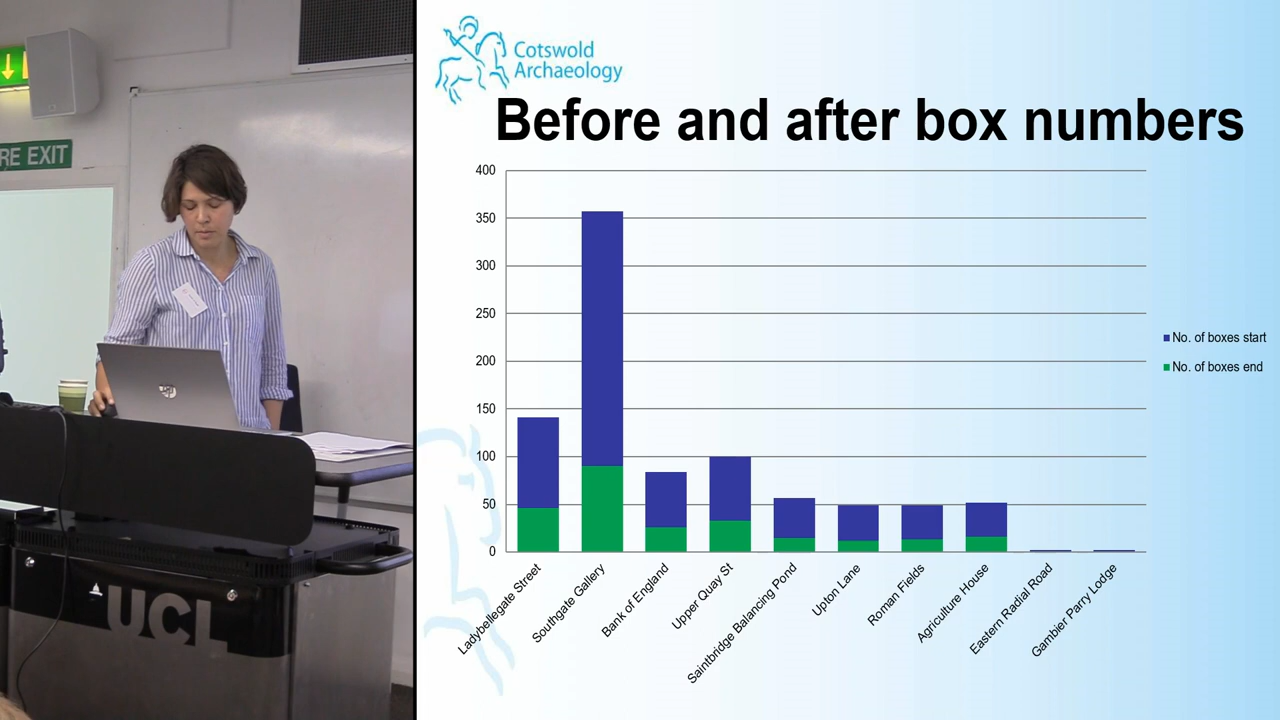 RE EXIT
UCL
Cotswold
Archaeology
Before and after box numbers
400
350
300
250
200
150
100
50
0
No. of boxes start
No. of boxes end
Ladybellegate Street
Southgate Gallery
Bank of England
Upper Quay St
Saintbridge Balancing Pond
Upton Lane
Roman Fields
Agriculture House
Eastern Radial Road
Gambier Parry Lodge